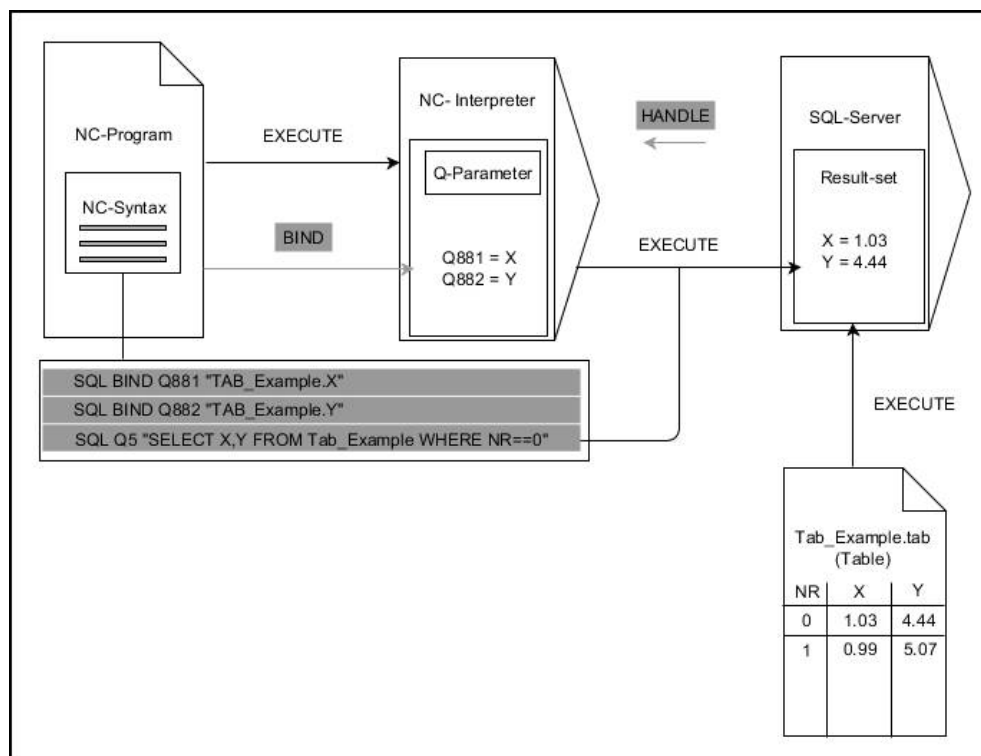 NC-Program
NC-Syntax
EXECUTE
BIND
NC- Interpreter
Q-Parameter
Q881 = X
Q882 = Y
HANDLE
EXECUTE
SQL-Server
Result-set
X = 1.03
Y = 4.44
SQL BIND Q881 "TAB_Example.X"
SQL BIND Q882 "TAB_Example.Y"
SQL Q5 "SELECT X,Y FROM Tab_Example WHERE NR==0"
EXECUTE
Tab_Example.tab
(Table)
NR X Y
0 1.03 4.44
1 0.99 5.07